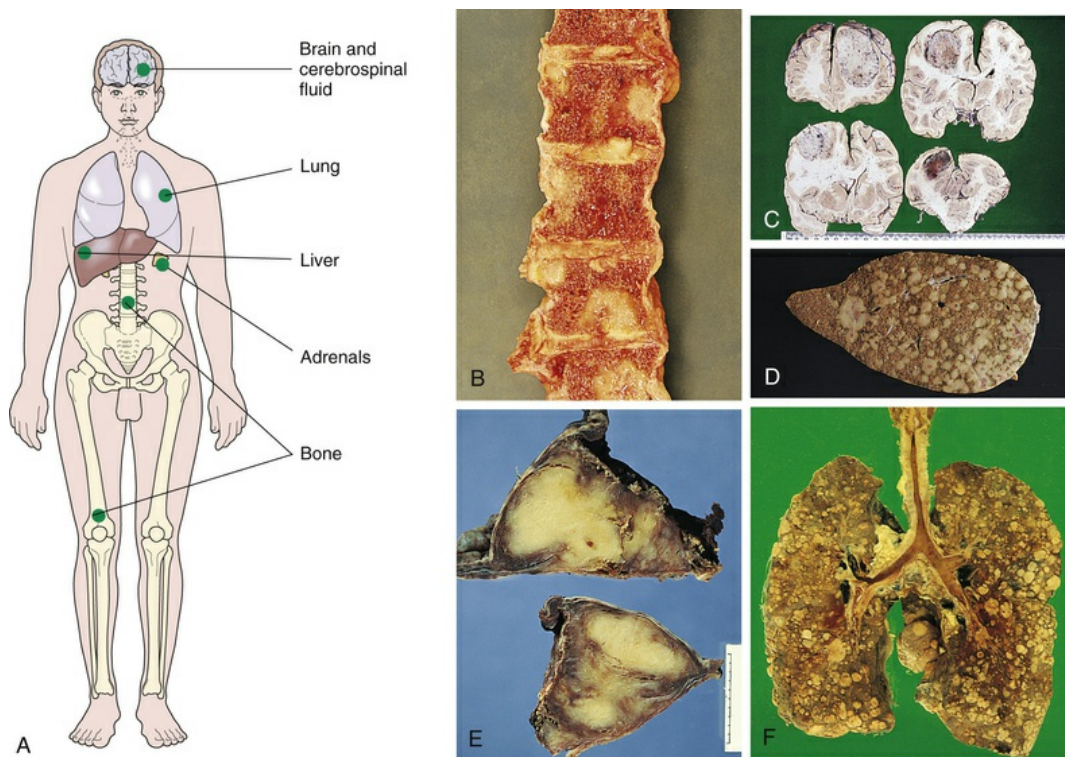 Brain and
cerebrospinal
fluid
Lung
Liver
Adrenals
Bone
A
B
C
D
E
F